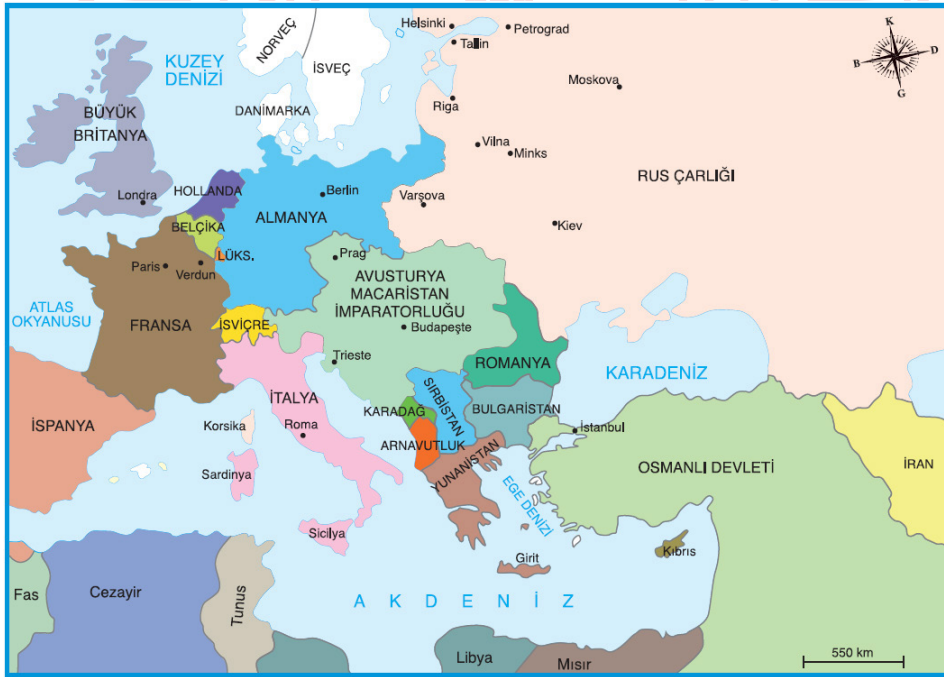 Helsinki
Petrograd
Tallin
NORVEÇ
İSVEÇ
K
B
D
G
KUZEY
DENİZİ
Moskova
Riga
DANİMARKA
BÜYÜK
BRİTANYA
Vilna
Minks
RUS ÇARLIĞI
HOLLANDA
Berlin
Londra
Varşova
ALMANYA
BELÇİKA
Kiev
LÜKS.
Prag
Paris
Verdun
AVUSTURYA
MACARİSTAN
İMPARATORLUĞU
ATLAS
OKYANUSU
FRANSA
İSVİÇRE
Budapeşte
Trieste
ROMANYA
KARADENİZ
SIRBİSTAN
İTALYA
KARADAĞ
BULGARİSTAN
İSPANYA
Korsika
Roma
İstanbul
ARNAVUTLUK
OSMANLI DEVLETİ
İRAN
YUNANİSTAN
Sardinya
EGE DENİZİ
Sicilya
Kıbrıs
Girit
Fas
Cezayir
Tunus
AKDENİZ
Libya
Mısır
550 km